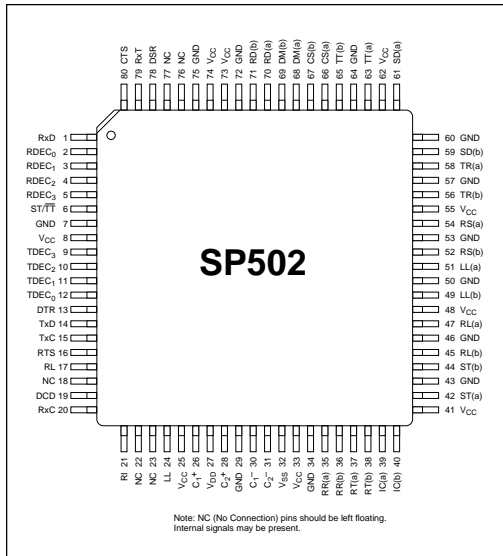 80 CTS
79 RxT
78 DSR
77 NC
76 NC
75 GND
74 VCC
73 VCC
72 GND
71 RD(b)
70 RD(a)
69 DM(b)
68 DM(a)
67 CS(b)
66 CS(a)
65 TT(b)
64 GND
63 TT(a)
62 VCC
61 SD(a)
RxD 1
RDEC0 2
RDEC1 3
RDEC2 4
RDEC3 5
ST/TT 6
GND 7
VCC 8
TDEC3 9
TDEC2 10
TDEC1 11
TDEC0 12
DTR 13
TxD 14
TxC 15
RTS 16
RL 17
NC 18
DCD 19
RxC 20
SP502
60 GND
59 SD(b)
58 TR(a)
57 GND
56 TR(b)
55 VCC
54 RS(a)
53 GND
52 RS(b)
51 LL(a)
50 GND
49 LL(b)
48 VCC
47 RL(a)
46 GND
45 RL(b)
44 ST(b)
43 GND
42 ST(a)
41 VCC
RI 21
NC 22
NC 23
LL 24
VCC 25
C1+ 26
VDD 27
C2+ 28
GND 29
C1– 30
C2– 31
VSS 32
VCC 33
GND 34
RR(a) 35
RR(b) 36
RT(a) 37
RT(b) 38
IC(a) 39
IC(b) 40
Note: NC (No Connection) pins should be left floating.
Internal signals may be present.